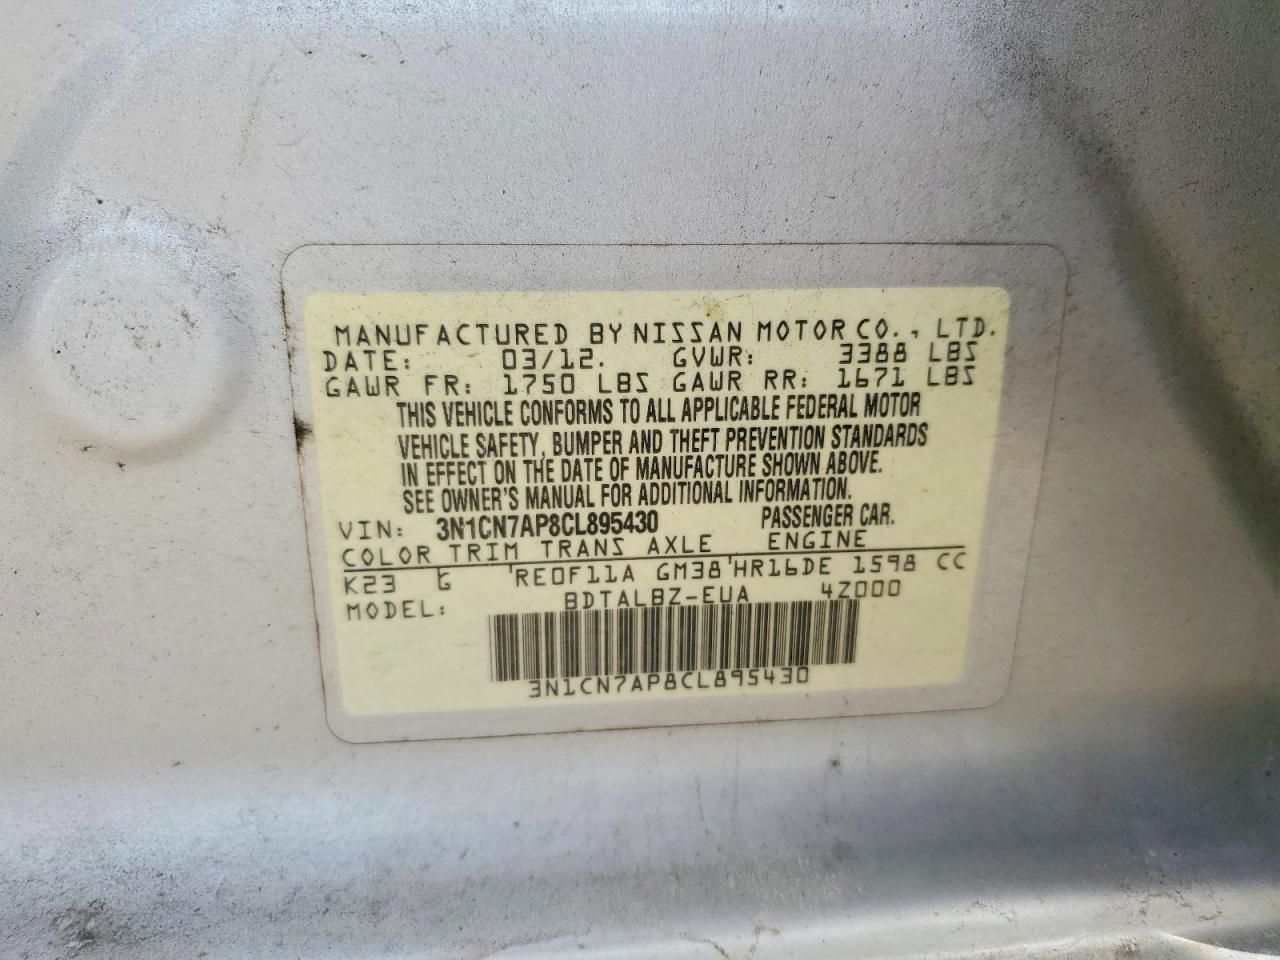 MANUFACTURED BY NISSAN MOTOR CO., LTD.
DATE: 03/12. GVWR: 3388 LBS
GAWR FR: 1750 LBS GAWR RR: 1671 LBS
THIS VEHICLE CONFORMS TO ALL APPLICABLE FEDERAL MOTOR
VEHICLE SAFETY, BUMPER AND THEFT PREVENTION STANDARDS
IN EFFECT ON THE DATE OF MANUFACTURE SHOWN ABOVE.
SEE OWNER'S MANUAL FOR ADDITIONAL INFORMATION.
VIN: 3N1CN7AP8CL895430 PASSENGER CAR.
COLOR TRIM TRANS AXLE ENGINE
K23 G RE0F11A GM38 HR16DE 1598 CC
MODEL: BDTALBZ-EUA 4Z000
3N1CN7AP8CL895430